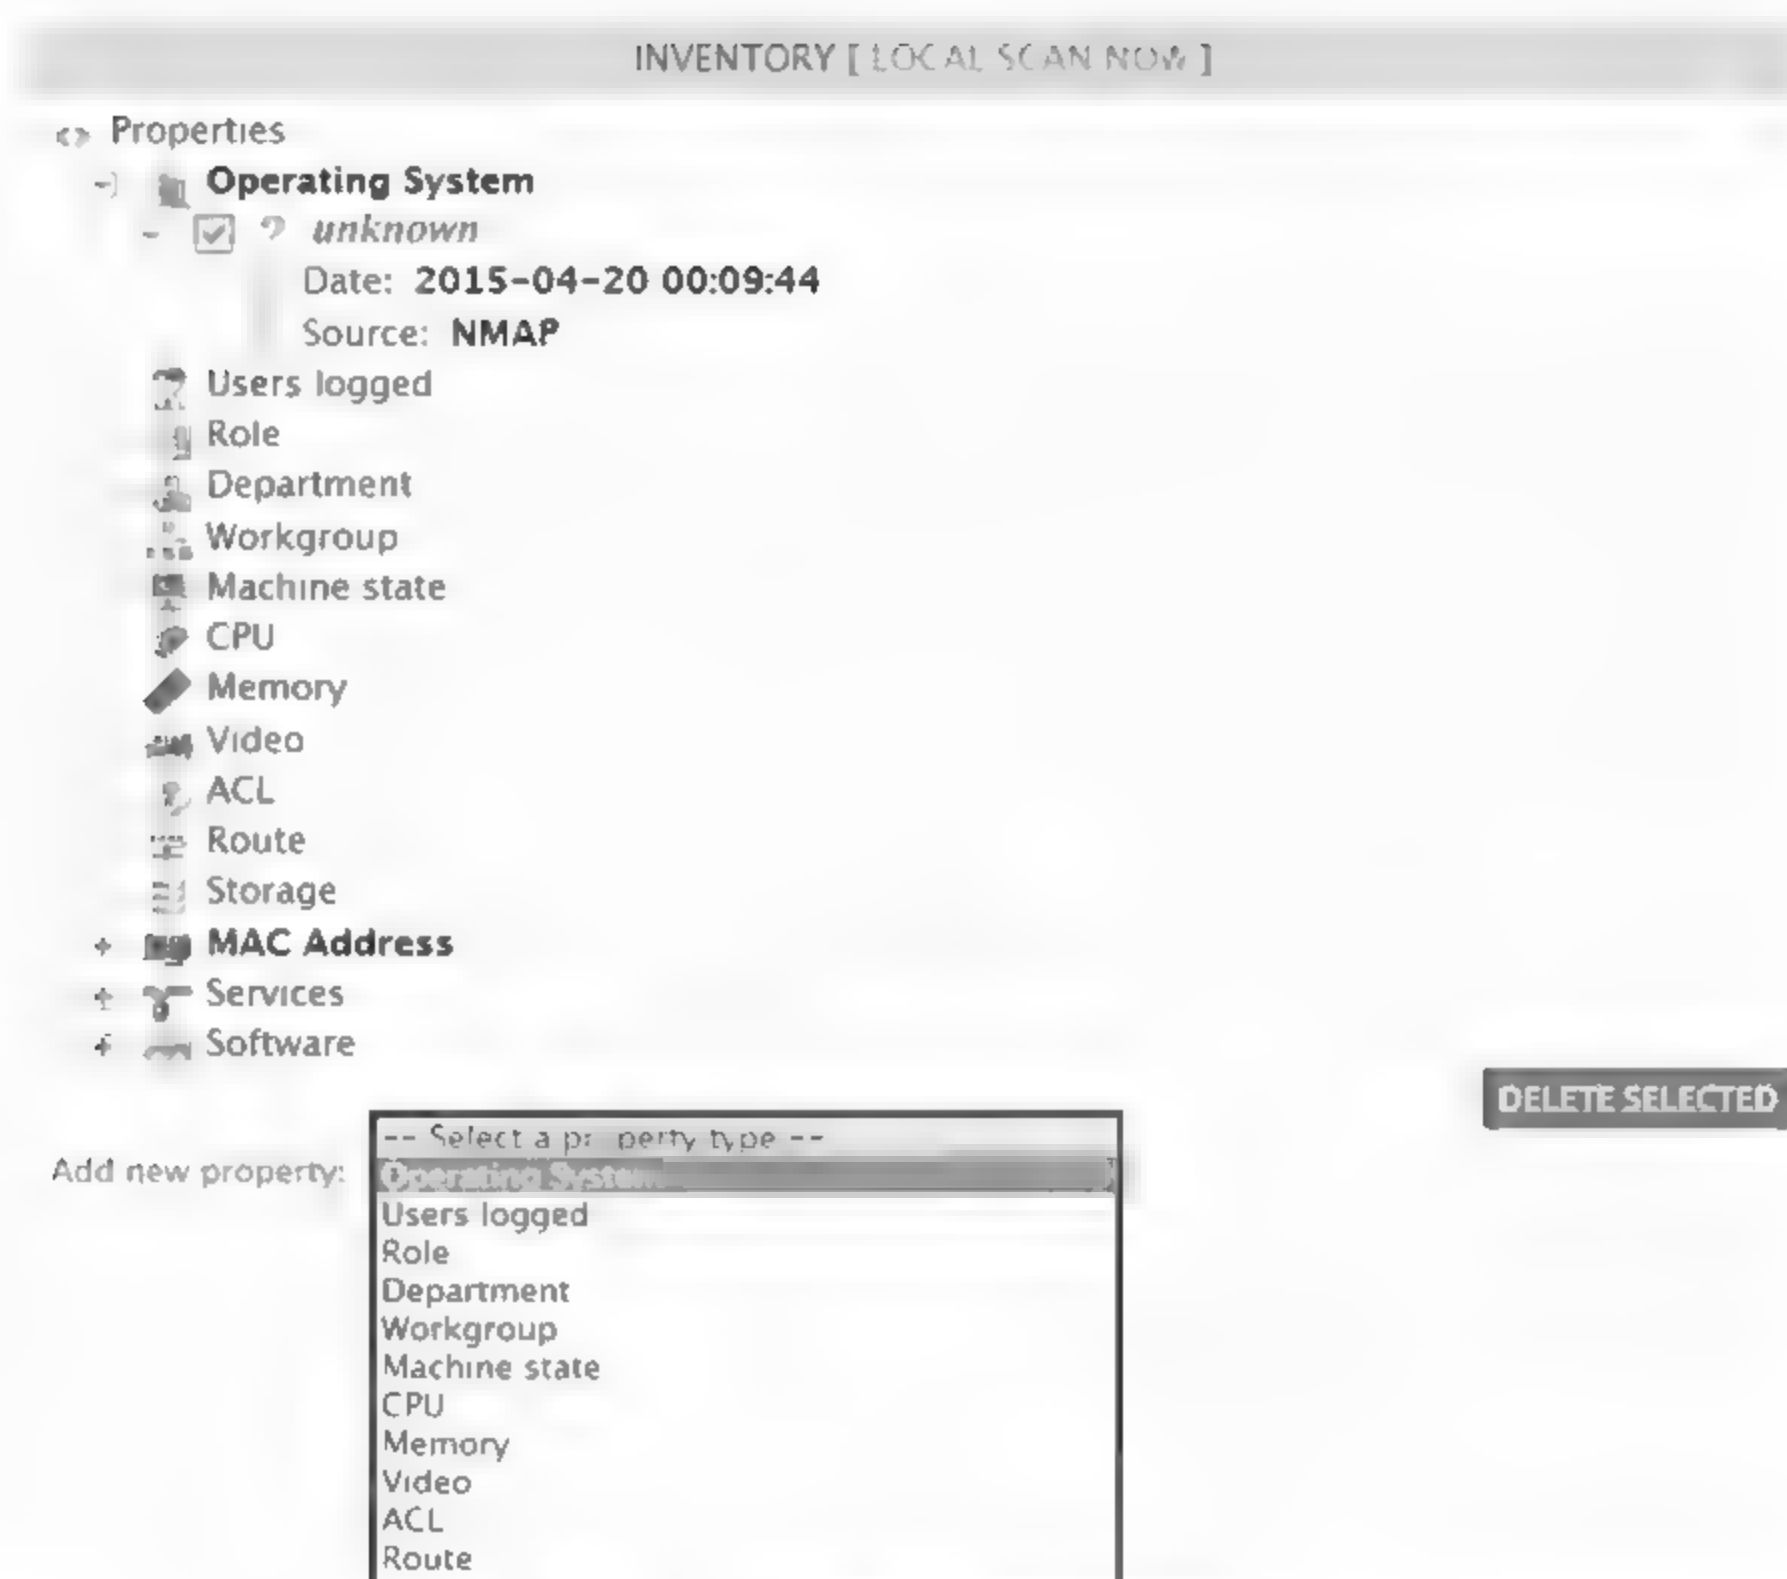 INVENTORY [ LOCAL SCAN NOW ]
Properties
Operating System
unknown
Date: 2015-04-20 00:09:44
Source: NMAP
Users logged
Role
Department
Workgroup
Machine state
CPU
Memory
Video
ACL
Route
Storage
MAC Address
Services
Software
DELETE SELECTED
-- Select a property type --
Add new property:
Operating System
Users logged
Role
Department
Workgroup
Machine state
CPU
Memory
Video
ACL
Route